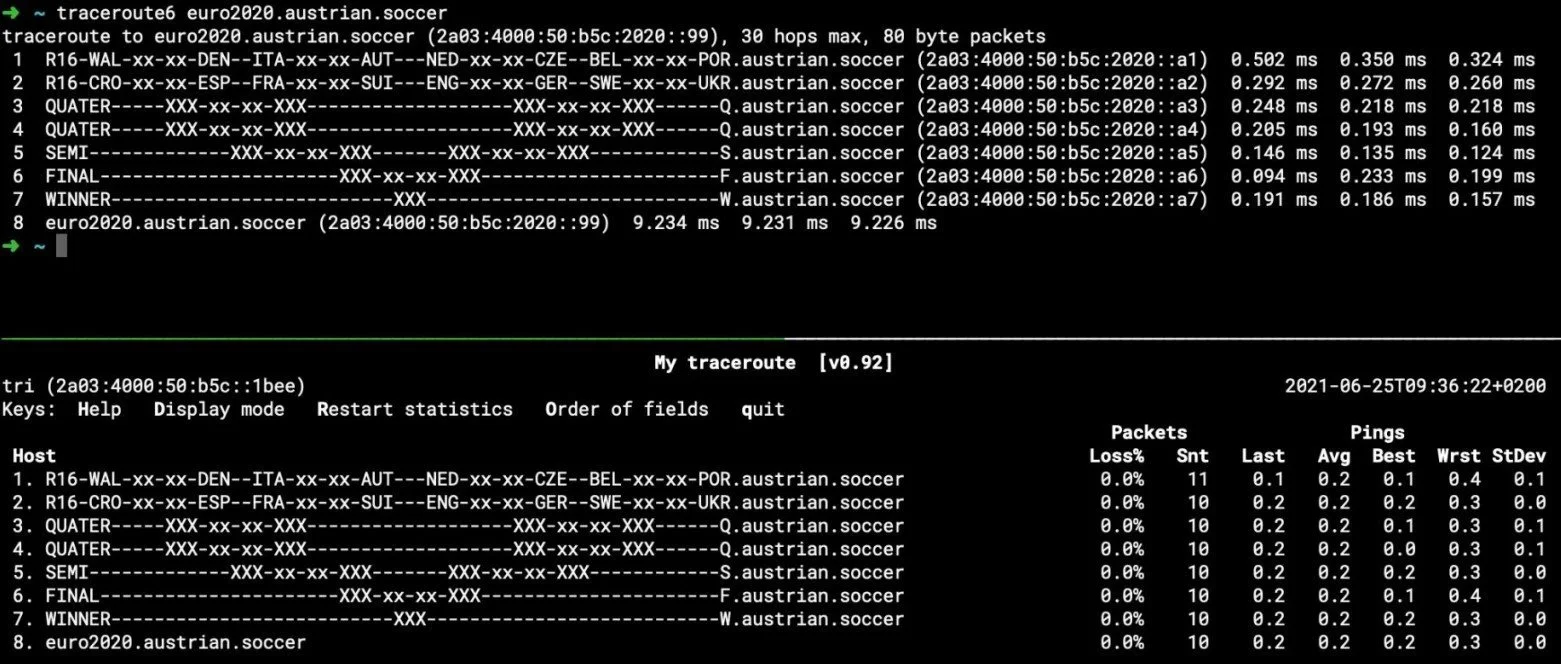 ➜ ~ traceroute6 euro2020.austrian.soccer
traceroute to euro2020.austrian.soccer (2a03:4000:50:b5c:2020::99), 30 hops max, 80 byte packets
1 R16-WAL-xx-xx-DEN--ITA-xx-xx-AUT---NED-xx-xx-CZE--BEL-xx-xx-POR.austrian.soccer (2a03:4000:50:b5c:2020::a1) 0.502 ms 0.350 ms 0.324 ms
2 R16-CRO-xx-xx-ESP--FRA-xx-xx-SUI---ENG-xx-xx-GER--SWE-xx-xx-UKR.austrian.soccer (2a03:4000:50:b5c:2020::a2) 0.292 ms 0.272 ms 0.260 ms
3 QUATER-----XXX-xx-xx-XXX-------------------XXX-xx-xx-XXX------Q.austrian.soccer (2a03:4000:50:b5c:2020::a3) 0.248 ms 0.218 ms 0.218 ms
4 QUATER-----XXX-xx-xx-XXX-------------------XXX-xx-xx-XXX------Q.austrian.soccer (2a03:4000:50:b5c:2020::a4) 0.205 ms 0.193 ms 0.160 ms
5 SEMI-------------XXX-xx-xx-XXX-------XXX-xx-xx-XXX------------S.austrian.soccer (2a03:4000:50:b5c:2020::a5) 0.146 ms 0.135 ms 0.124 ms
6 FINAL----------------------XXX-xx-xx-XXX----------------------F.austrian.soccer (2a03:4000:50:b5c:2020::a6) 0.094 ms 0.233 ms 0.199 ms
7 WINNER--------------------------XXX---------------------------W.austrian.soccer (2a03:4000:50:b5c:2020::a7) 0.191 ms 0.186 ms 0.157 ms
8 euro2020.austrian.soccer (2a03:4000:50:b5c:2020::99) 9.234 ms 9.231 ms 9.226 ms
➜ ~
My traceroute [v0.92]
tri (2a03:4000:50:b5c::1bee) 2021-06-25T09:36:22+0200
Keys: Help Display mode Restart statistics Order of fields quit
Packets Pings
Host Loss% Snt Last Avg Best Wrst StDev
1. R16-WAL-xx-xx-DEN--ITA-xx-xx-AUT---NED-xx-xx-CZE--BEL-xx-xx-POR.austrian.soccer 0.0% 11 0.1 0.2 0.1 0.4 0.1
2. R16-CRO-xx-xx-ESP--FRA-xx-xx-SUI---ENG-xx-xx-GER--SWE-xx-xx-UKR.austrian.soccer 0.0% 10 0.2 0.2 0.2 0.3 0.0
3. QUATER-----XXX-xx-xx-XXX-------------------XXX-xx-xx-XXX------Q.austrian.soccer 0.0% 10 0.2 0.2 0.1 0.3 0.1
4. QUATER-----XXX-xx-xx-XXX-------------------XXX-xx-xx-XXX------Q.austrian.soccer 0.0% 10 0.2 0.2 0.0 0.3 0.1
5. SEMI-------------XXX-xx-xx-XXX-------XXX-xx-xx-XXX------------S.austrian.soccer 0.0% 10 0.2 0.2 0.2 0.3 0.0
6. FINAL----------------------XXX-xx-xx-XXX----------------------F.austrian.soccer 0.0% 10 0.2 0.2 0.1 0.4 0.1
7. WINNER--------------------------XXX---------------------------W.austrian.soccer 0.0% 10 0.2 0.2 0.2 0.3 0.0
8. euro2020.austrian.soccer 0.0% 10 0.2 0.2 0.2 0.3 0.0